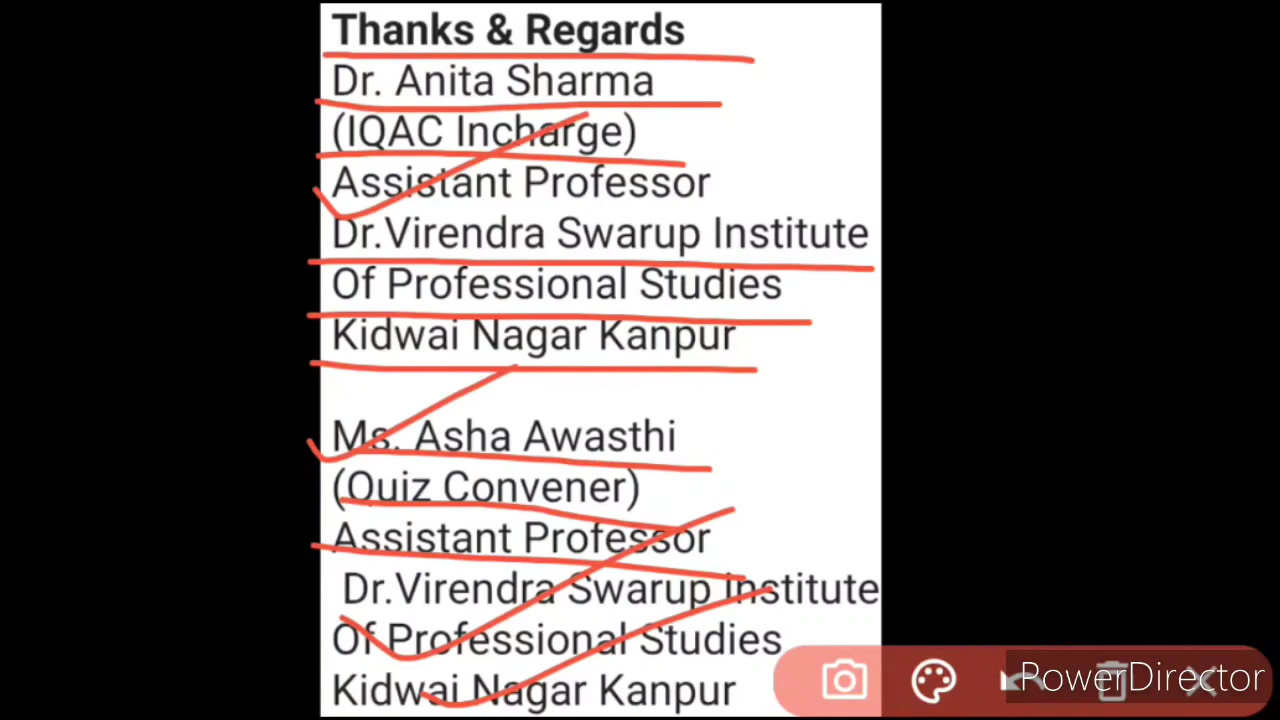 Thanks & Regards
Dr. Anita Sharma
(IQAC Incharge)
Assistant Professor
Dr.Virendra Swarup Institute
Of Professional Studies
Kidwai Nagar Kanpur
Ms. Asha Awasthi
(Quiz Convener)
Assistant Professor
Dr.Virendra Swarup Institute
Of Professional Studies
Kidwai Nagar Kanpur
PowerDirector